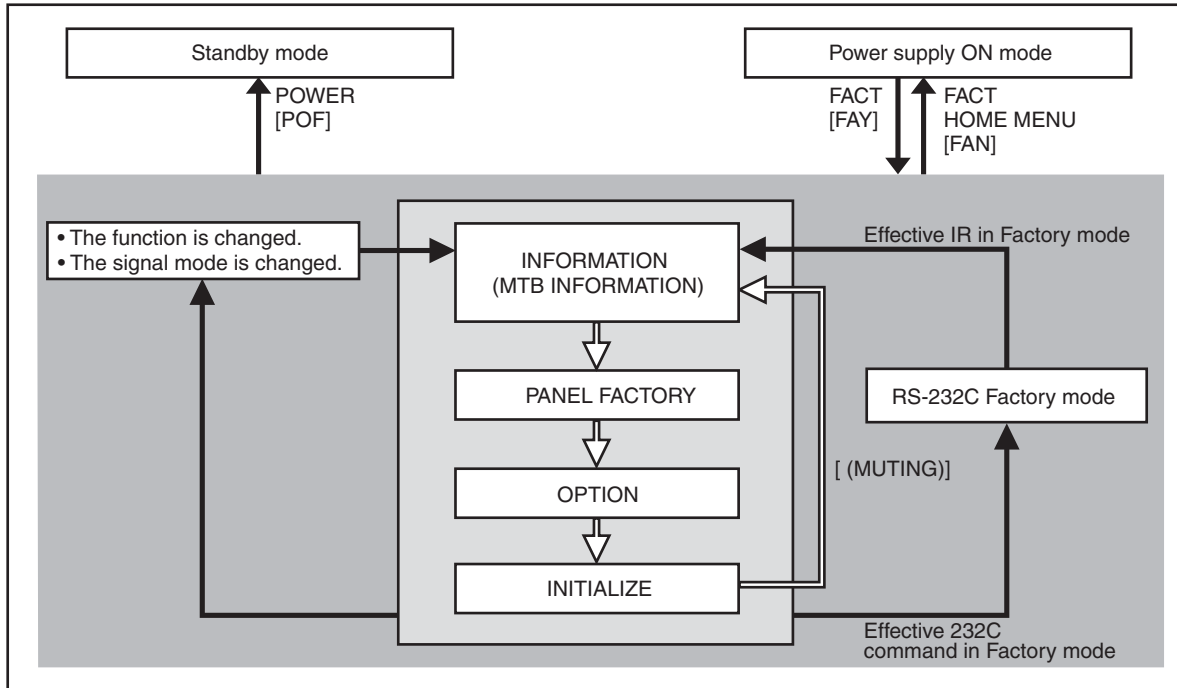 Standby mode
Power supply ON mode
POWER
[POF]
FACT
[FAY]
FACT
HOME MENU
[FAN]
• The function is changed.
• The signal mode is changed.
INFORMATION
(MTB INFORMATION)
Effective IR in Factory mode
PANEL FACTORY
RS-232C Factory mode
[ (MUTING)]
OPTION
INITIALIZE
Effective 232C
command in Factory mode